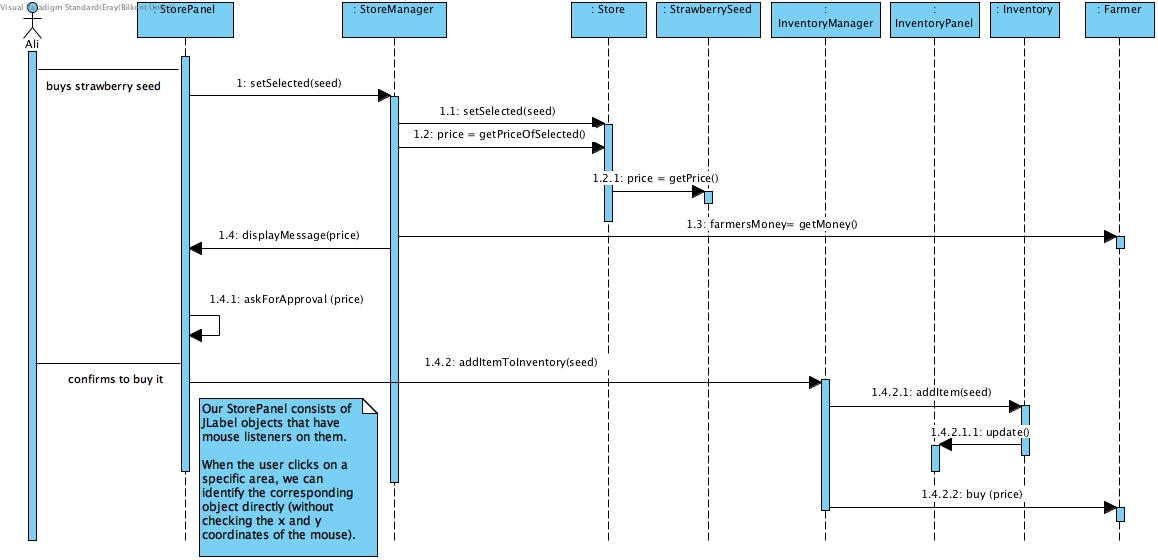 Visual Paradigm Standard(Eray(Bilkent Univ
: StorePanel
: StoreManager
: Store
: StrawberrySeed
:
InventoryManager
:
InventoryPanel
: Inventory
: Farmer
Ali
buys strawberry seed
1: setSelected(seed)
1.1: setSelected(seed)
1.2: price = getPriceOfSelected()
1.2.1: price = getPrice()
1.3: farmersMoney= getMoney()
1.4: displayMessage(price)
1.4.1: askForApproval (price)
1.4.2: addItemToInventory(seed)
confirms to buy it
1.4.2.1: addItem(seed)
1.4.2.1.1: update()
1.4.2.2: buy (price)
Our StorePanel consists of
JLabel objects that have
mouse listeners on them.
When the user clicks on a
specific area, we can
identify the corresponding
object directly (without
checking the x and y
coordinates of the mouse).